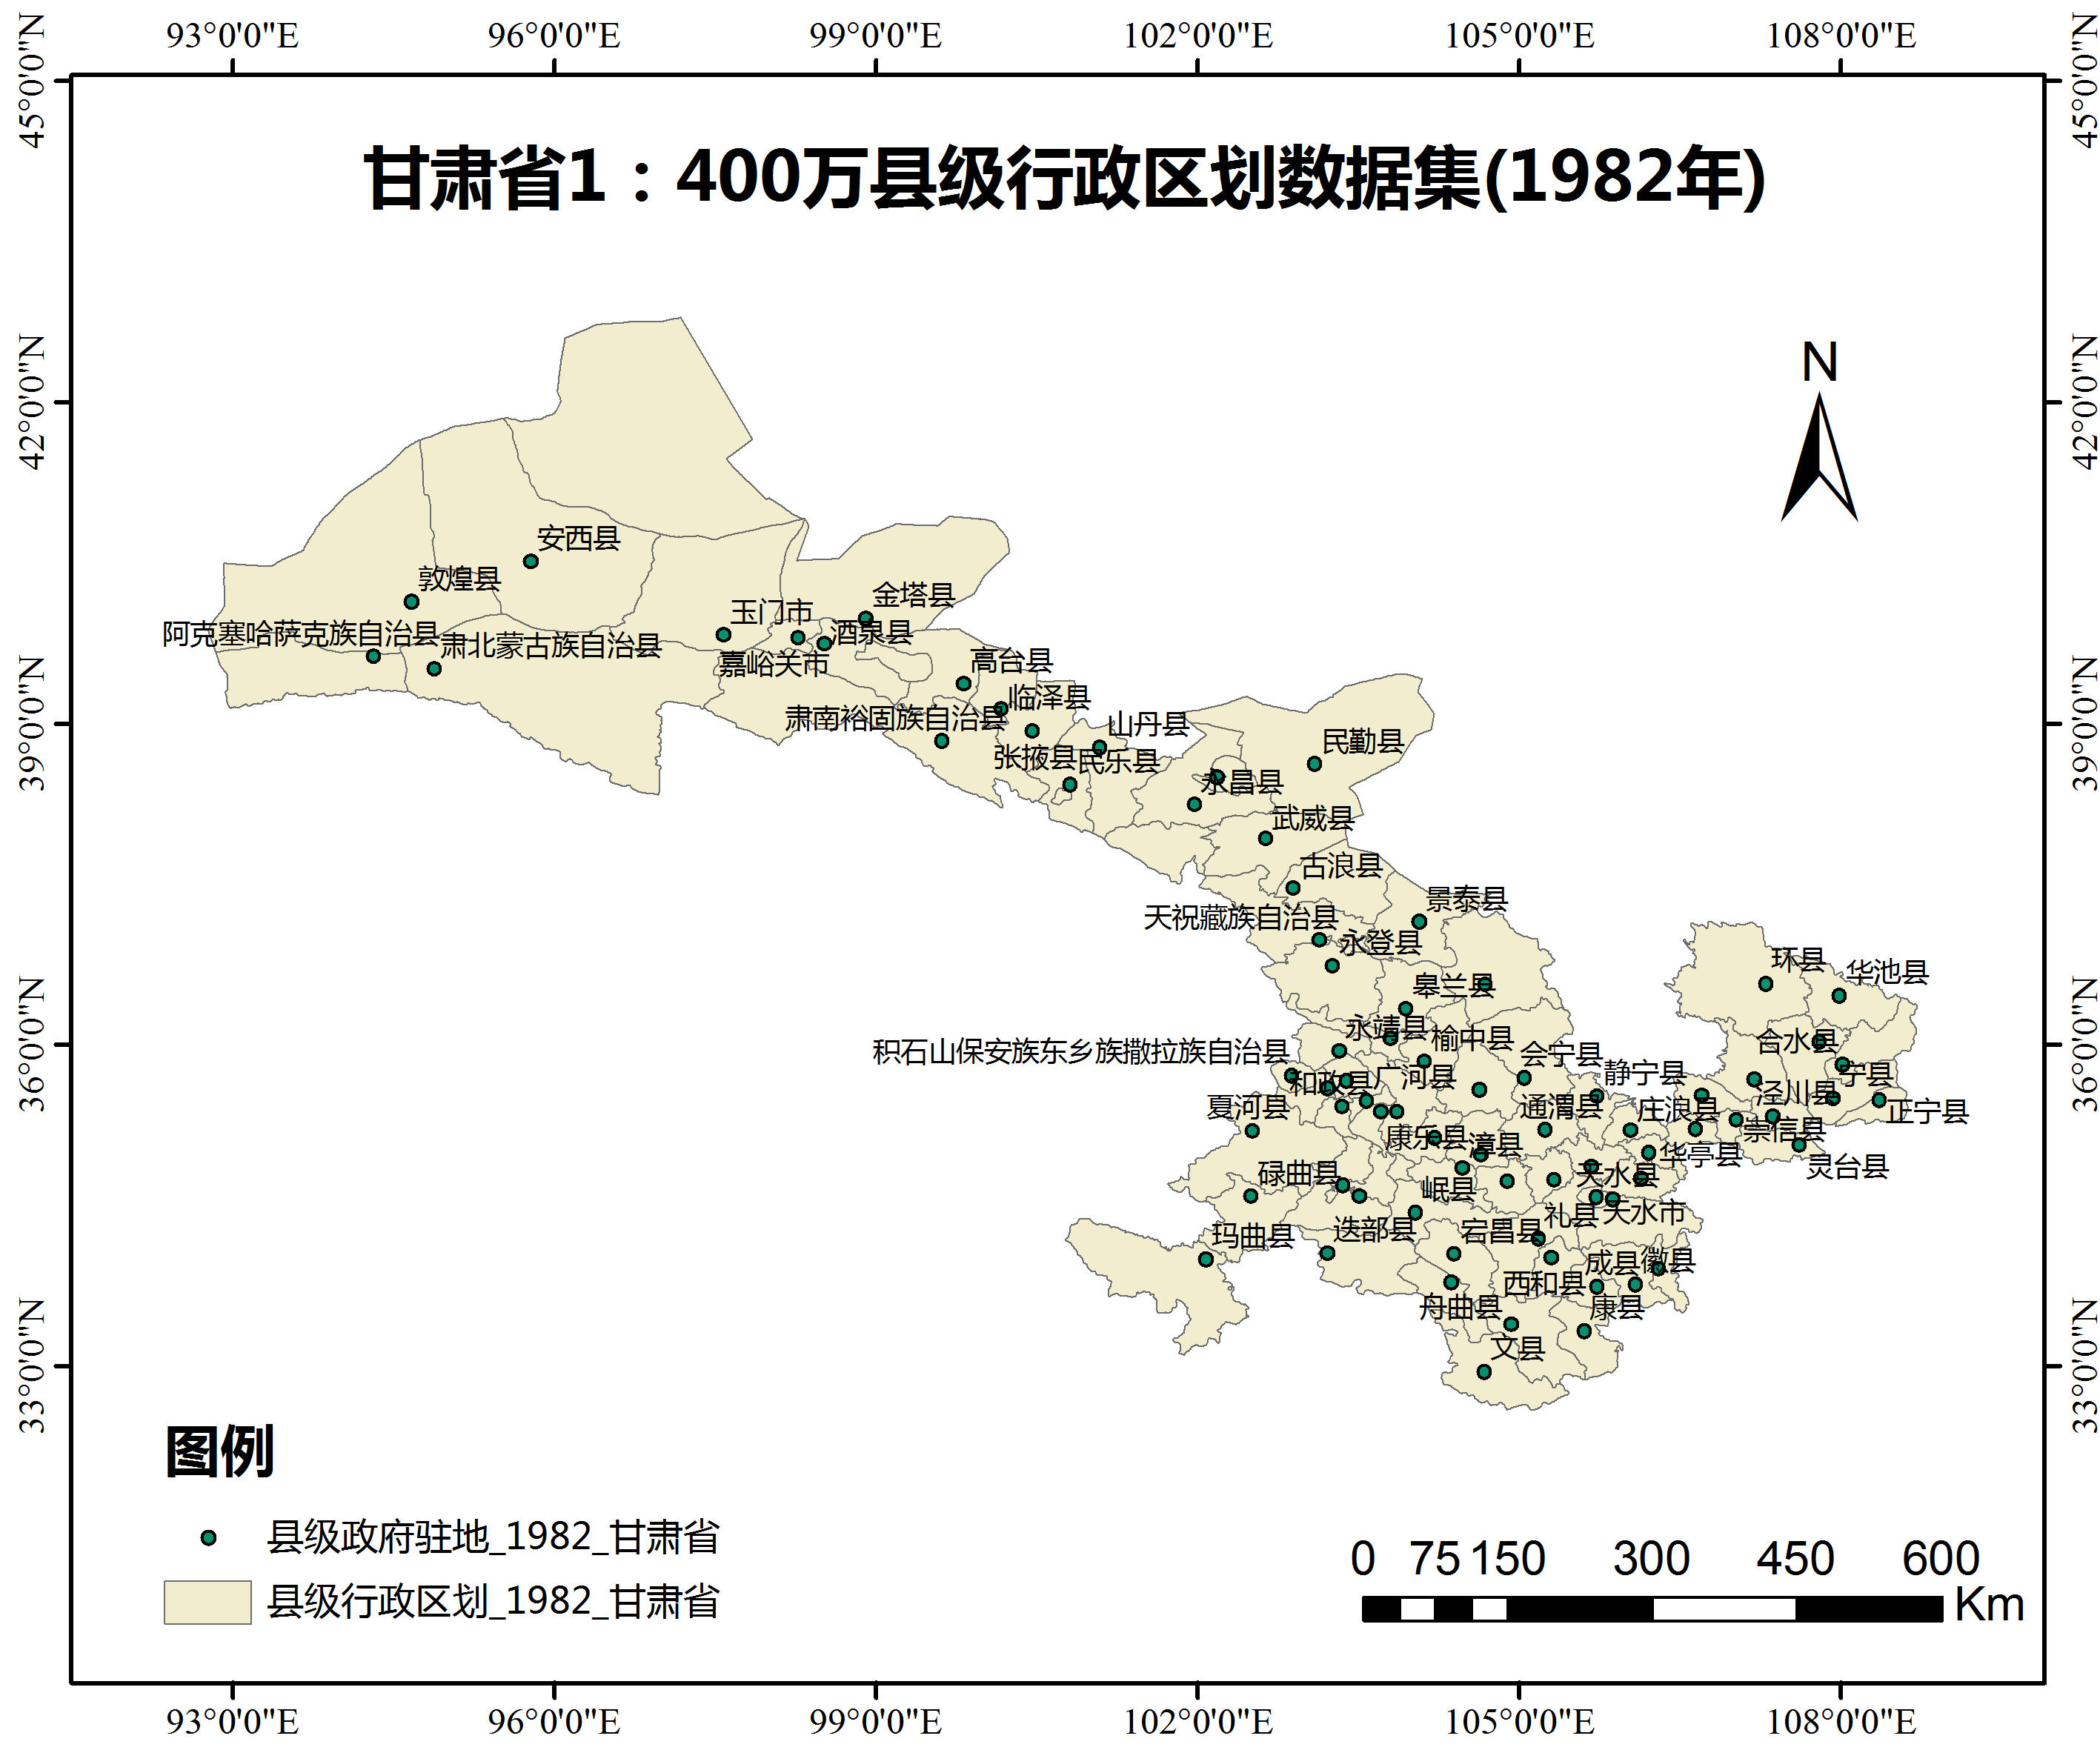 93°0'0"E 96°0'0"E 99°0'0"E 102°0'0"E 105°0'0"E 108°0'0"E
45°0'0"N 45°0'0"N
甘肃省1：400万县级行政区划数据集(1982年)
N
42°0'0"N 42°0'0"N
安西县
敦煌县
金塔县
玉门市
酒泉县
阿克塞哈萨克族自治县
肃北蒙古族自治县
嘉峪关市
高台县
临泽县
肃南裕固族自治县
山丹县
39°0'0"N 39°0'0"N
民勤县
张掖县
民乐县
永昌县
武威县
古浪县
景泰县
天祝藏族自治县
永登县
环县
华池县
皋兰县
36°0'0"N 36°0'0"N
永靖县
榆中县
合水县
积石山保安族东乡族撒拉族自治县
会宁县
静宁县
宁县
和政县
广河县
泾川县
夏河县
通渭县
庄浪县
正宁县
康乐县
漳县
崇信县
华亭县
灵台县
碌曲县
岷县
天水县
礼县
天水市
玛曲县
迭部县
宕昌县
成县
徽县
西和县
舟曲县
康县
文县
33°0'0"N 33°0'0"N
图例
县级政府驻地_1982_甘肃省
县级行政区划_1982_甘肃省
0 75 150 300 450 600
Km
93°0'0"E 96°0'0"E 99°0'0"E 102°0'0"E 105°0'0"E 108°0'0"E